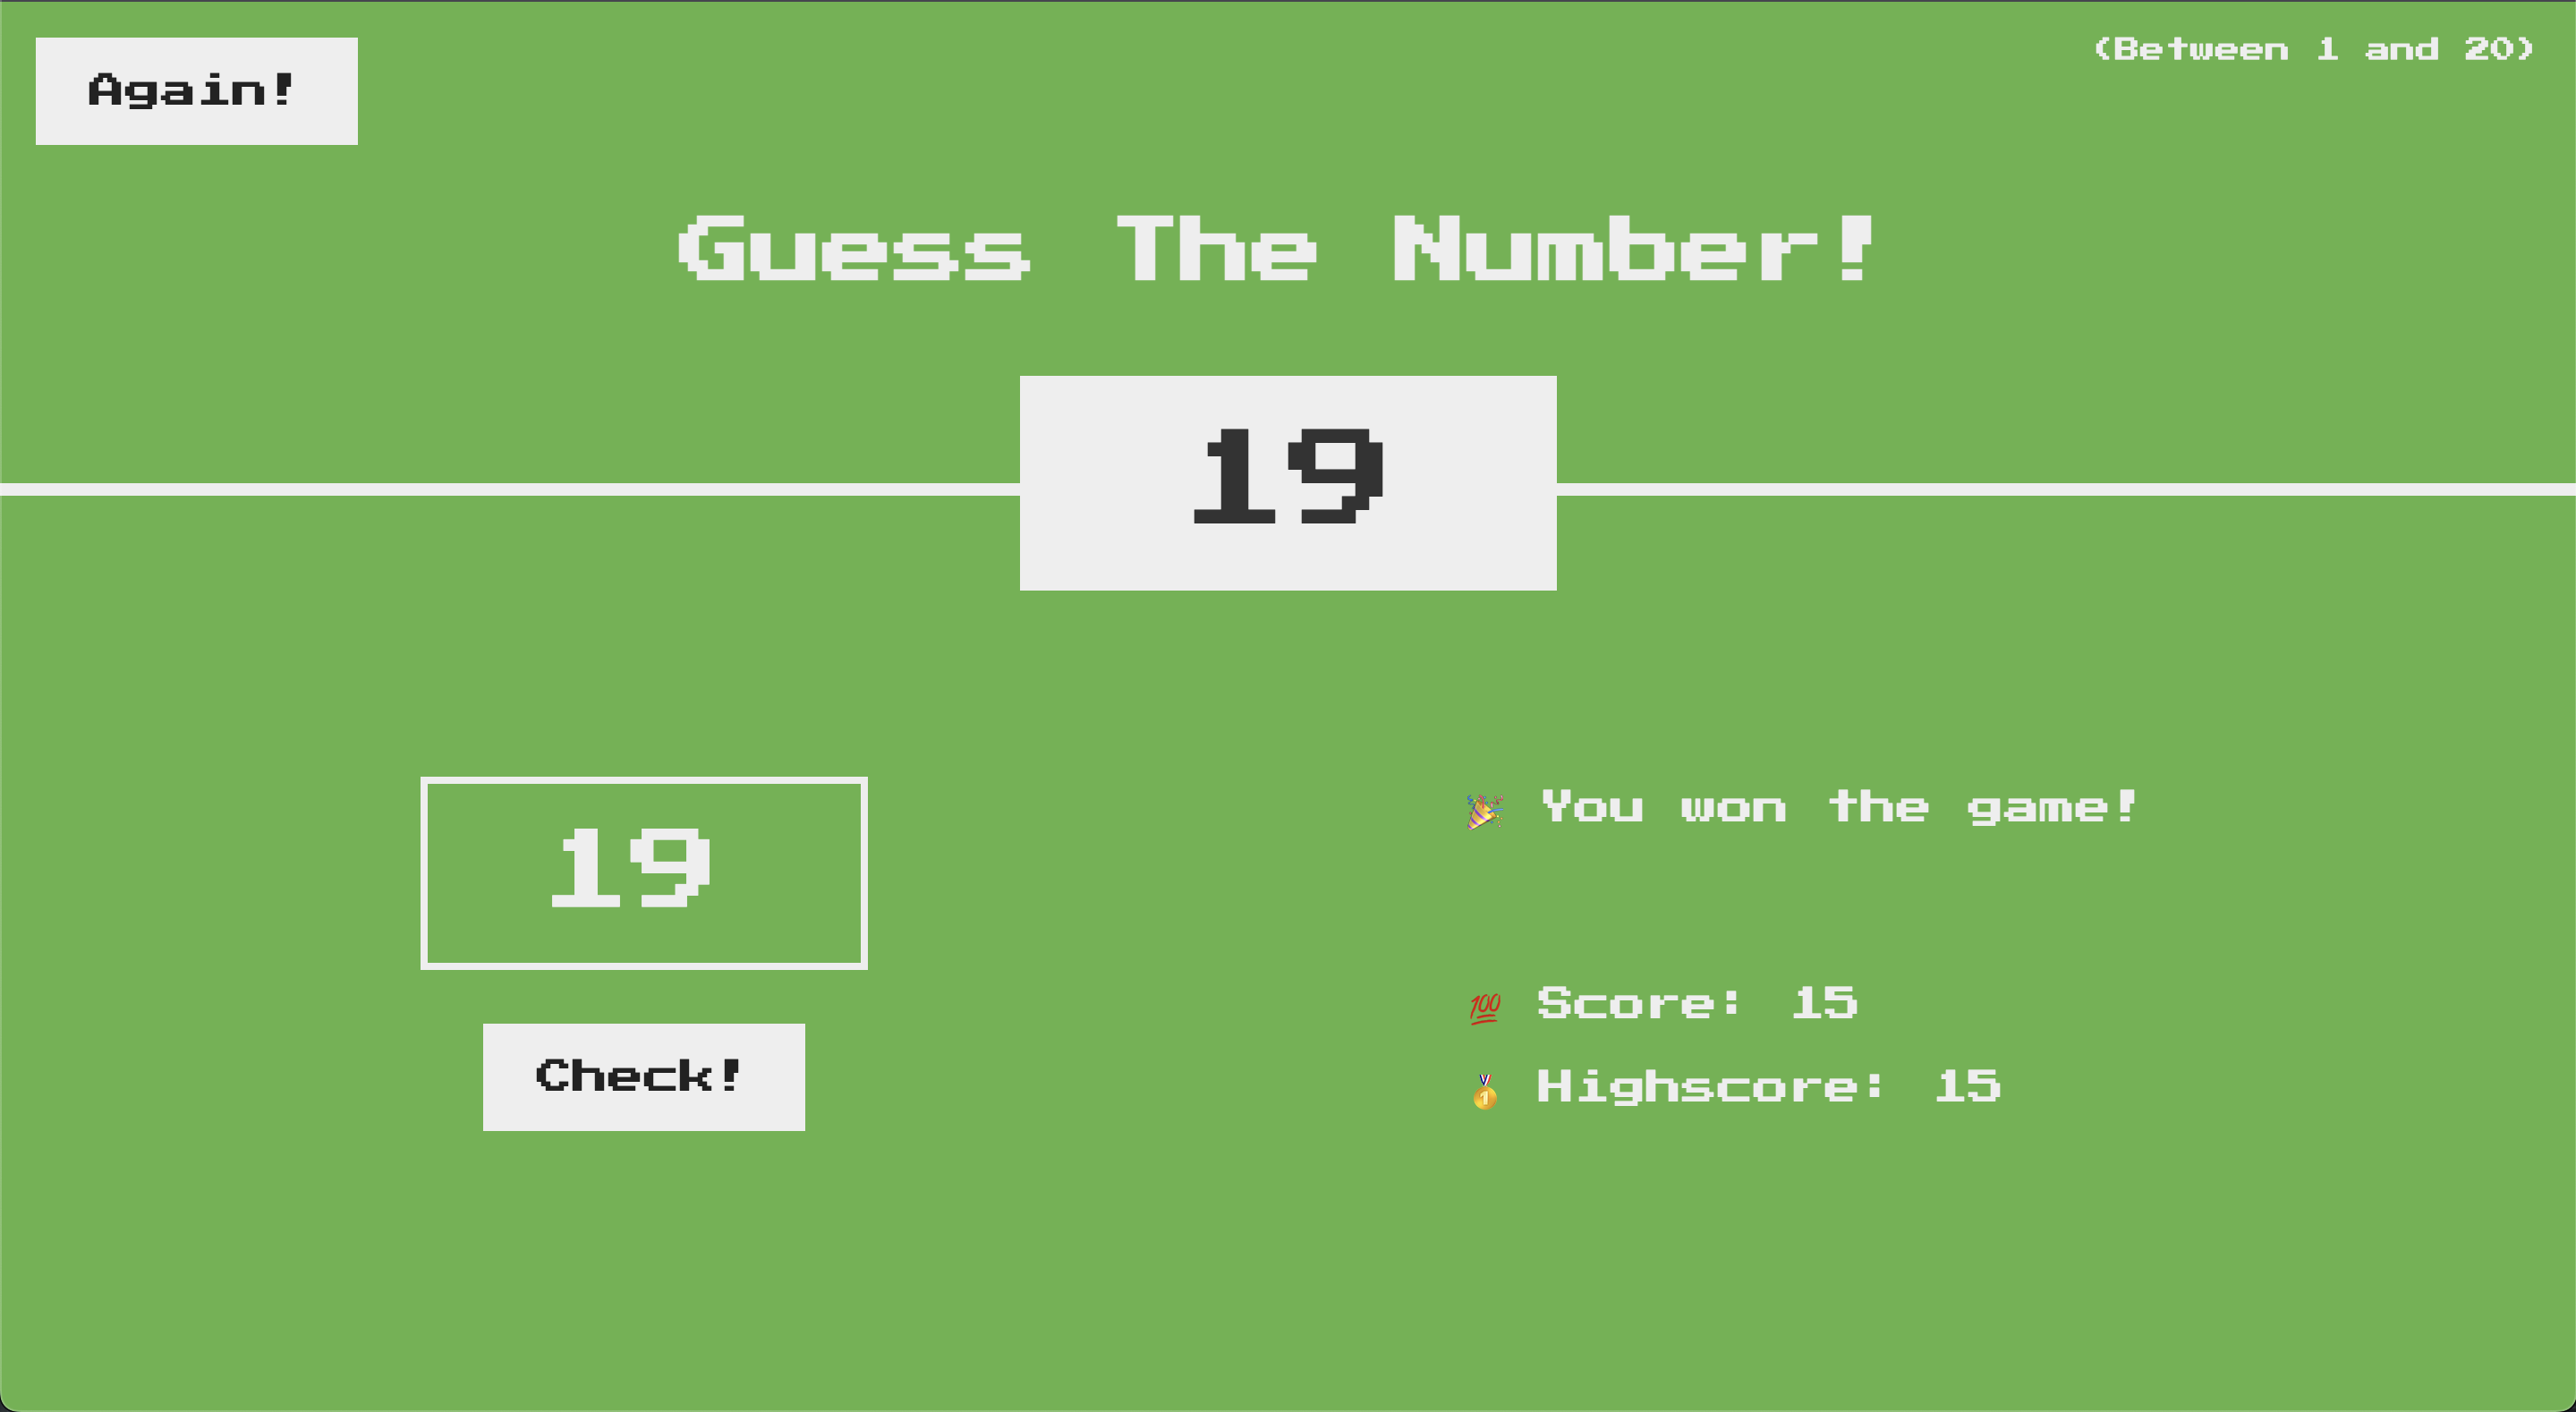 Again!
(Between 1 and 20)
Guess The Number!
19
19
Check!
🎉 You won the game!
💯 Score: 15
🥇 Highscore: 15